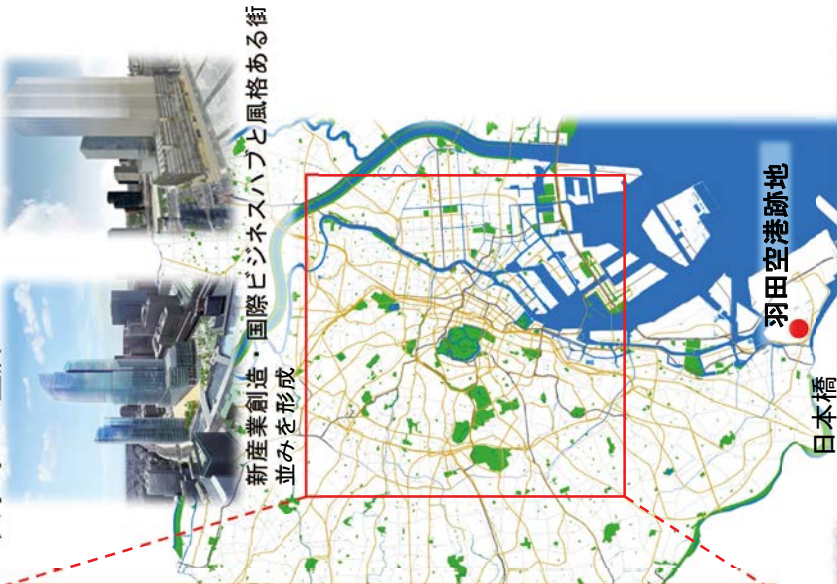 新産業創造・国際ビジネスハブと風格ある街
並みを形成
羽田空港跡地
日本橋